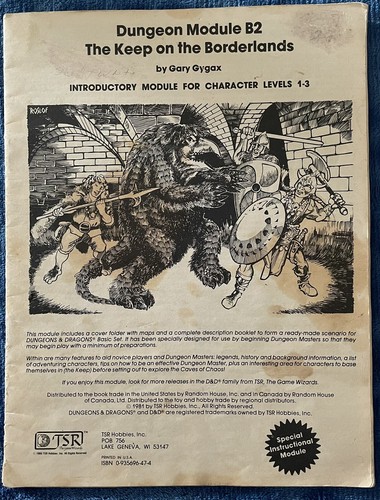 Dungeon Module B2
The Keep on the Borderlands
by Gary Gygax
INTRODUCTORY MODULE FOR CHARACTER LEVELS 1-3
ROSLOF
This module includes a cover folder with maps and a complete description booklet to form a ready-made scenario for
DUNGEONS & DRAGONS® Basic Set. It has been specially designed for use by beginning Dungeon Masters so that they
may begin play with a minimum of preparations.
Within are many features to aid novice players and Dungeon Masters: legends, history and background information, a list
of adventuring characters, tips on how to be an effective Dungeon Master, plus an interesting area for characters to base
themselves in (the Keep) before setting out to explore the Caves of Chaos!
If you enjoy this module, look for more releases in the D&D® family from TSR, The Game Wizards.
Distributed to the book trade in the United States by Random House, Inc. and in Canada by Random House
of Canada, Ltd. Distributed to the toy and hobby trade by regional distributors.
© 1981 by TSR Hobbies, Inc., All Rights Reserved.
DUNGEONS & DRAGONS® and D&D® are registered trademarks owned by TSR Hobbies, Inc.
TSR
TSR Hobbies, Inc.
POB 756
LAKE GENEVA, WI 53147
PRINTED IN U.S.A.
ISBN 0-935696-47-4
Special
Instructional
Module